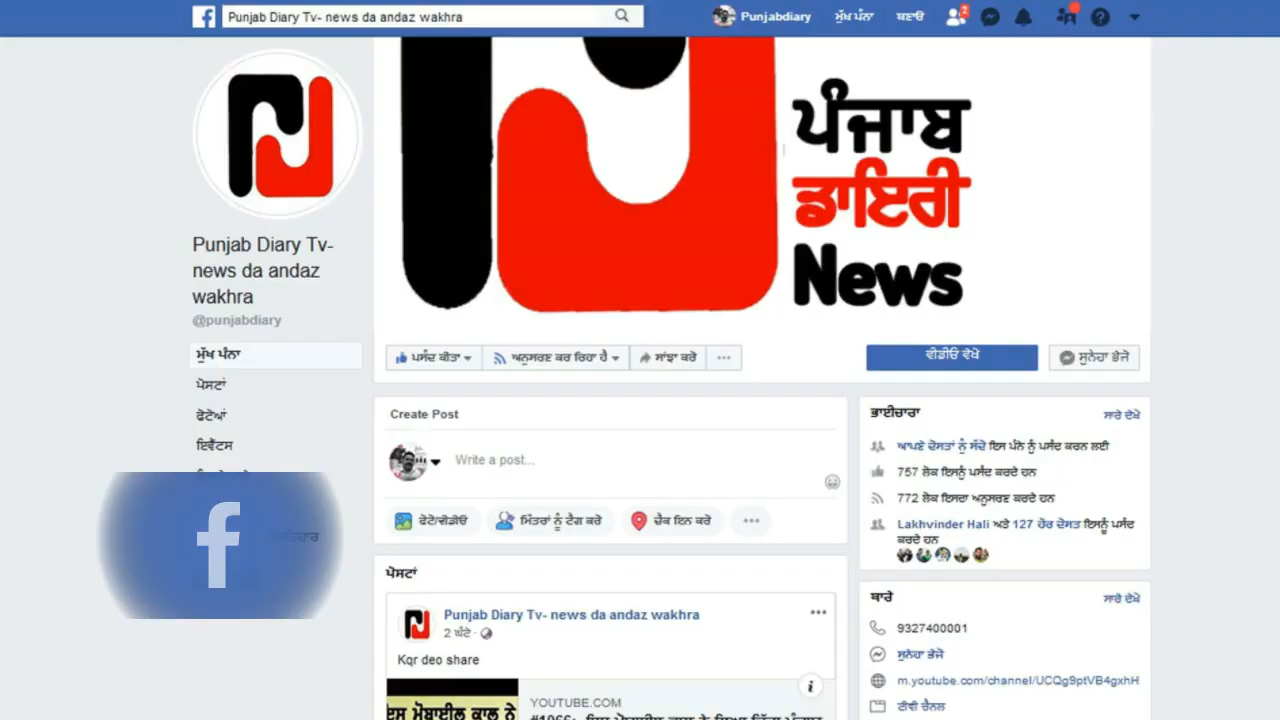 Punjab Diary Tv- news da andaz wakhra
Punjabdiary
ਮੁੱਖ ਪੰਨਾ
ਬਣਾਓ
2
ਪੰਜਾਬ
ਡਾਇਰੀ
News
Punjab Diary Tv-
news da andaz
wakhra
@punjabdiary
ਮੁੱਖ ਪੰਨਾ
ਪੋਸਟਾਂ
ਫੋਟੋਆਂ
ਇਵੈਂਟਸ
ਪਸੰਦ ਕੀਤਾ
ਅਨੁਸਰਣ ਕਰ ਰਿਹਾ ਹੈ
ਸਾਂਝਾ ਕਰੋ
ਵੀਡੀਓ ਵੇਖੋ
ਸੁਨੇਹਾ ਭੇਜੋ
Create Post
Write a post...
ਫੋਟੋ/ਵੀਡੀਓ
ਮਿੱਤਰਾਂ ਨੂੰ ਟੈਗ ਕਰੋ
ਚੈਕ ਇਨ ਕਰੋ
ਪੋਸਟਾਂ
Punjab Diary Tv- news da andaz wakhra
2 ਘੰਟੇ ·
Kqr deo share
ਇਸ ਮੋਬਾਈਲ ਕਾਲ ਨੇ
YOUTUBE.COM
ਭਾਈਚਾਰਾ
ਸਾਰੇ ਦੇਖੋ
ਆਪਣੇ ਦੋਸਤਾਂ ਨੂੰ ਸੱਦੋ ਇਸ ਪੰਨੇ ਨੂੰ ਪਸੰਦ ਕਰਨ ਲਈ
757 ਲੋਕ ਇਸਨੂੰ ਪਸੰਦ ਕਰਦੇ ਹਨ
772 ਲੋਕ ਇਸਦਾ ਅਨੁਸਰਣ ਕਰਦੇ ਹਨ
Lakhvinder Hali ਅਤੇ 127 ਹੋਰ ਦੋਸਤ ਇਸਨੂੰ ਪਸੰਦ
ਕਰਦੇ ਹਨ
ਬਾਰੇ
ਸਾਰੇ ਦੇਖੋ
9327400001
ਸੁਨੇਹਾ ਭੇਜੋ
m.youtube.com/channel/UCQg9ptVB4gxhH
ਟੀਵੀ ਚੈਨਲ